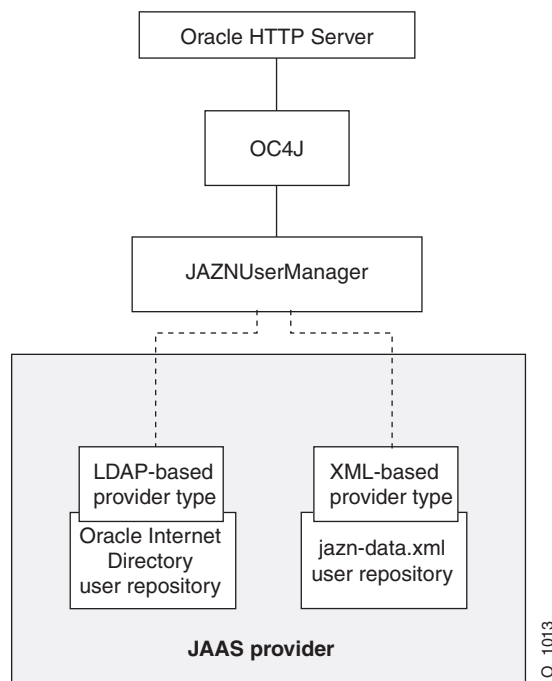 Oracle HTTP Server
OC4J
JAZNUserManager
LDAP-based
provider type
Oracle Internet
Directory
user repository
XML-based
provider type
jazn-data.xml
user repository
JAAS provider
O_1013